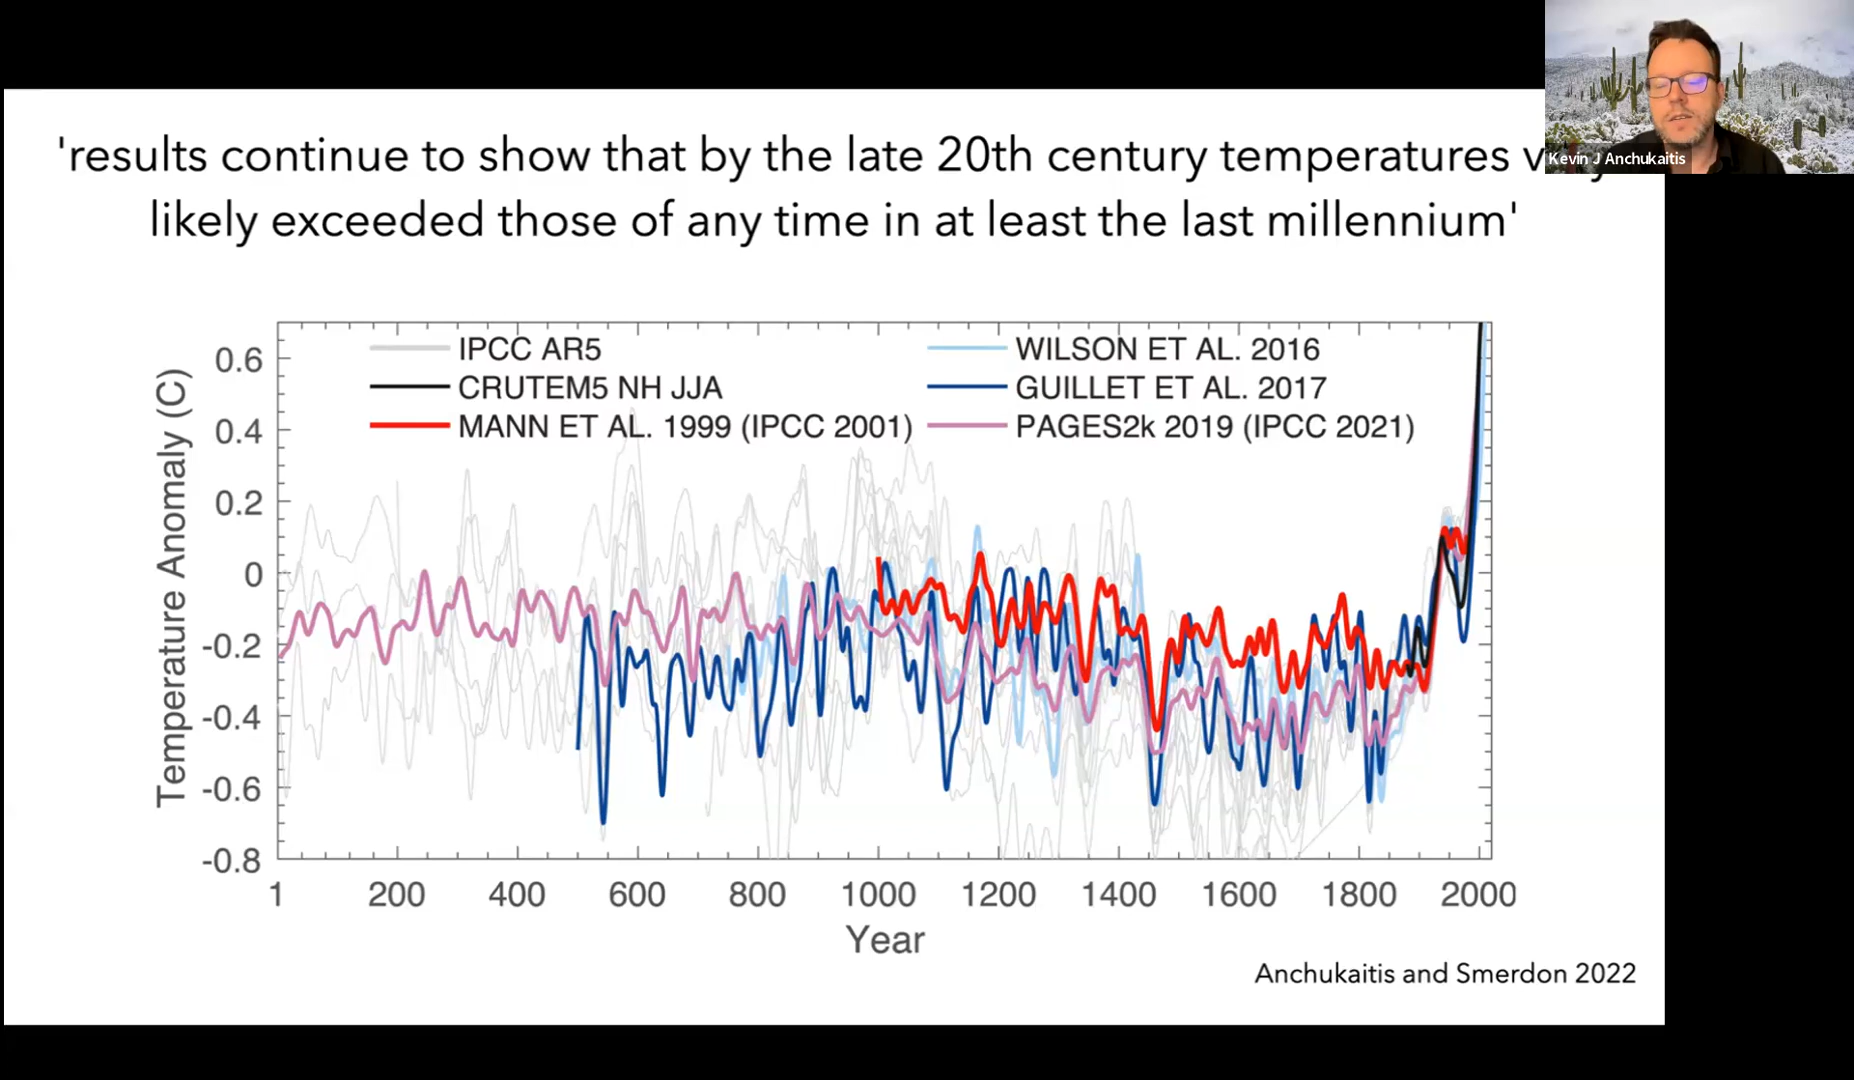 'results continue to show that by the late 20th century temperatures
likely exceeded those of any time in at least the last millennium'
Kevin J Anchukaitis
IPCC AR5
CRUTEM5 NH JJA
MANN ET AL. 1999 (IPCC 2001)
WILSON ET AL. 2016
GUILLET ET AL. 2017
PAGES2k 2019 (IPCC 2021)
Temperature Anomaly (C)
0.6
0.4
0.2
0
-0.2
-0.4
-0.6
-0.8
1 200 400 600 800 1000 1200 1400 1600 1800 2000
Year
Anchukaitis and Smerdon 2022